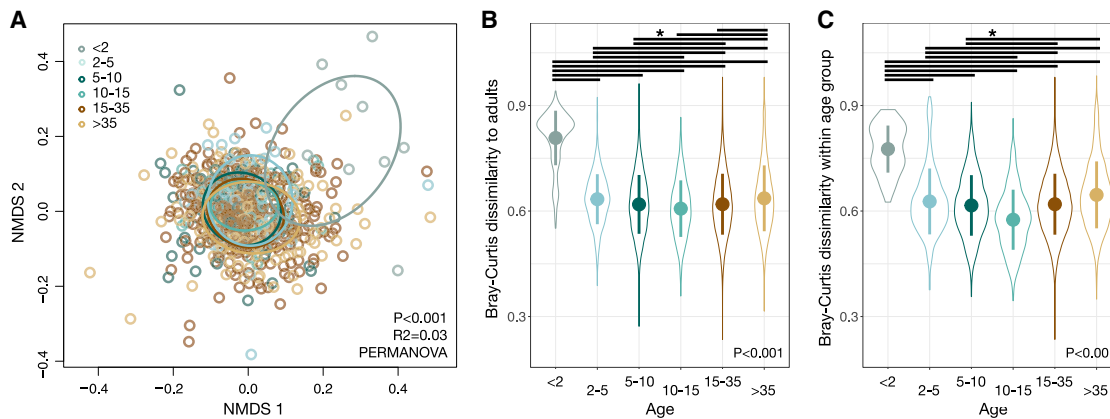 A
<2
2-5
5-10
10-15
15-35
>35
NMDS 2
0.4
0.2
0.0
−0.2
−0.4
−0.4
−0.2
0.0
0.2
0.4
NMDS 1
P<0.001
R2=0.03
PERMANOVA
B
Bray-Curtis dissimilarity to adults
0.9
0.6
0.3
*
P<0.001
<2
2-5
5-10
10-15
15-35
>35
Age
C
Bray-Curtis dissimilarity within age group
0.9
0.6
0.3
*
P<0.00
<2
2-5
5-10
10-15
15-35
>35
Age